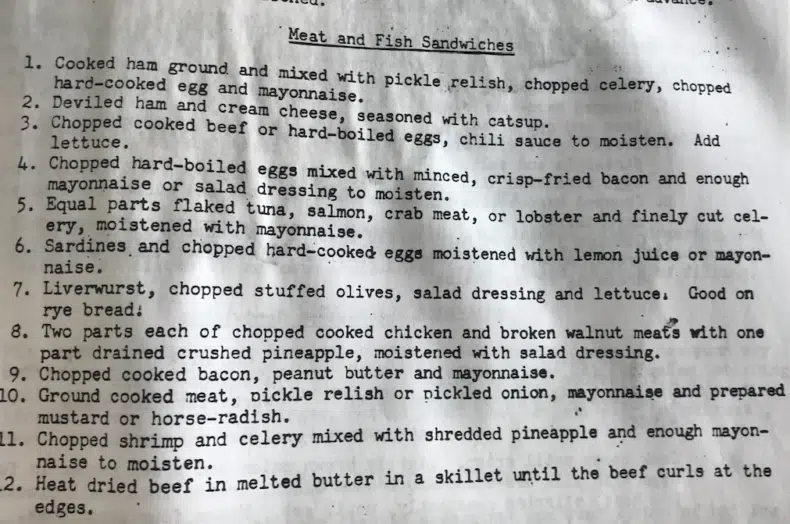 advance.
Meat and Fish Sandwiches
1. Cooked ham ground and mixed with pickle relish, chopped celery, chopped
hard-cooked egg and mayonnaise.
2. Deviled ham and cream cheese, seasoned with catsup.
3. Chopped cooked beef or hard-boiled eggs, chili sauce to moisten. Add
lettuce.
4. Chopped hard-boiled eggs mixed with minced, crisp-fried bacon and enough
mayonnaise or salad dressing to moisten.
5. Equal parts flaked tuna, salmon, crab meat, or lobster and finely cut cel-
ery, moistened with mayonnaise.
6. Sardines and chopped hard-cooked eggs moistened with lemon juice or mayon-
naise.
7. Liverwurst, chopped stuffed olives, salad dressing and lettuce. Good on
rye bread.
8. Two parts each of chopped cooked chicken and broken walnut meats with one
part drained crushed pineapple, moistened with salad dressing.
9. Chopped cooked bacon, peanut butter and mayonnaise.
10. Ground cooked meat, pickle relish or pickled onion, mayonnaise and prepared
mustard or horse-radish.
11. Chopped shrimp and celery mixed with shredded pineapple and enough mayon-
naise to moisten.
2. Heat dried beef in melted butter in a skillet until the beef curls at the
edges.